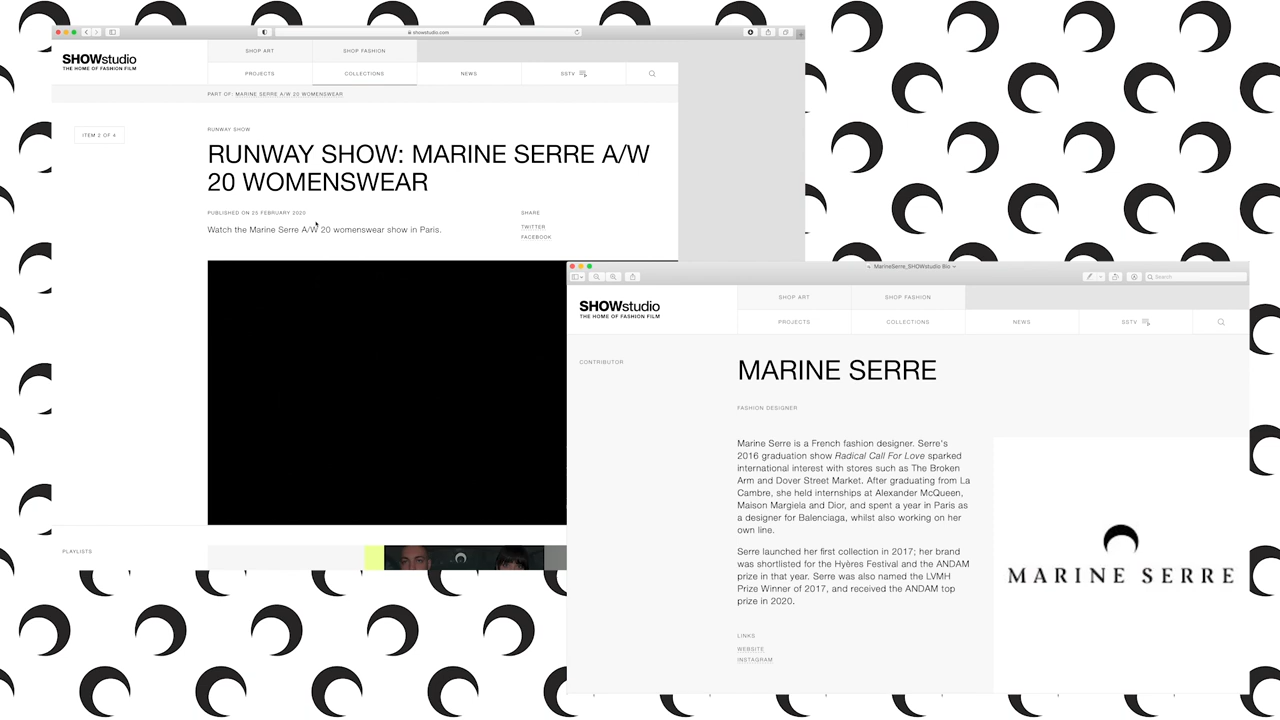 showstudio.com
SHOWstudio
THE HOME OF FASHION FILM
SHOP ART
SHOP FASHION
PROJECTS
COLLECTIONS
NEWS
SSTV
PART OF: MARINE SERRE A/W 20 WOMENSWEAR
ITEM 2 OF 4
RUNWAY SHOW
RUNWAY SHOW: MARINE SERRE A/W
20 WOMENSWEAR
PUBLISHED ON 25 FEBRUARY 2020
Watch the Marine Serre A/W 20 womenswear show in Paris.
SHARE
TWITTER
FACEBOOK
PLAYLISTS
MarineSerre_SHOWstudio Bio
Search
SHOWstudio
THE HOME OF FASHION FILM
SHOP ART
SHOP FASHION
PROJECTS
COLLECTIONS
NEWS
SSTV
CONTRIBUTOR
MARINE SERRE
FASHION DESIGNER
Marine Serre is a French fashion designer. Serre's
2016 graduation show Radical Call For Love sparked
international interest with stores such as The Broken
Arm and Dover Street Market. After graduating from La
Cambre, she held internships at Alexander McQueen,
Maison Margiela and Dior, and spent a year in Paris as
a designer for Balenciaga, whilst also working on her
own line.
Serre launched her first collection in 2017; her brand
was shortlisted for the Hyères Festival and the ANDAM
prize in that year. Serre was also named the LVMH
Prize Winner of 2017, and received the ANDAM top
prize in 2020.
LINKS
WEBSITE
INSTAGRAM
MARINE SERRE